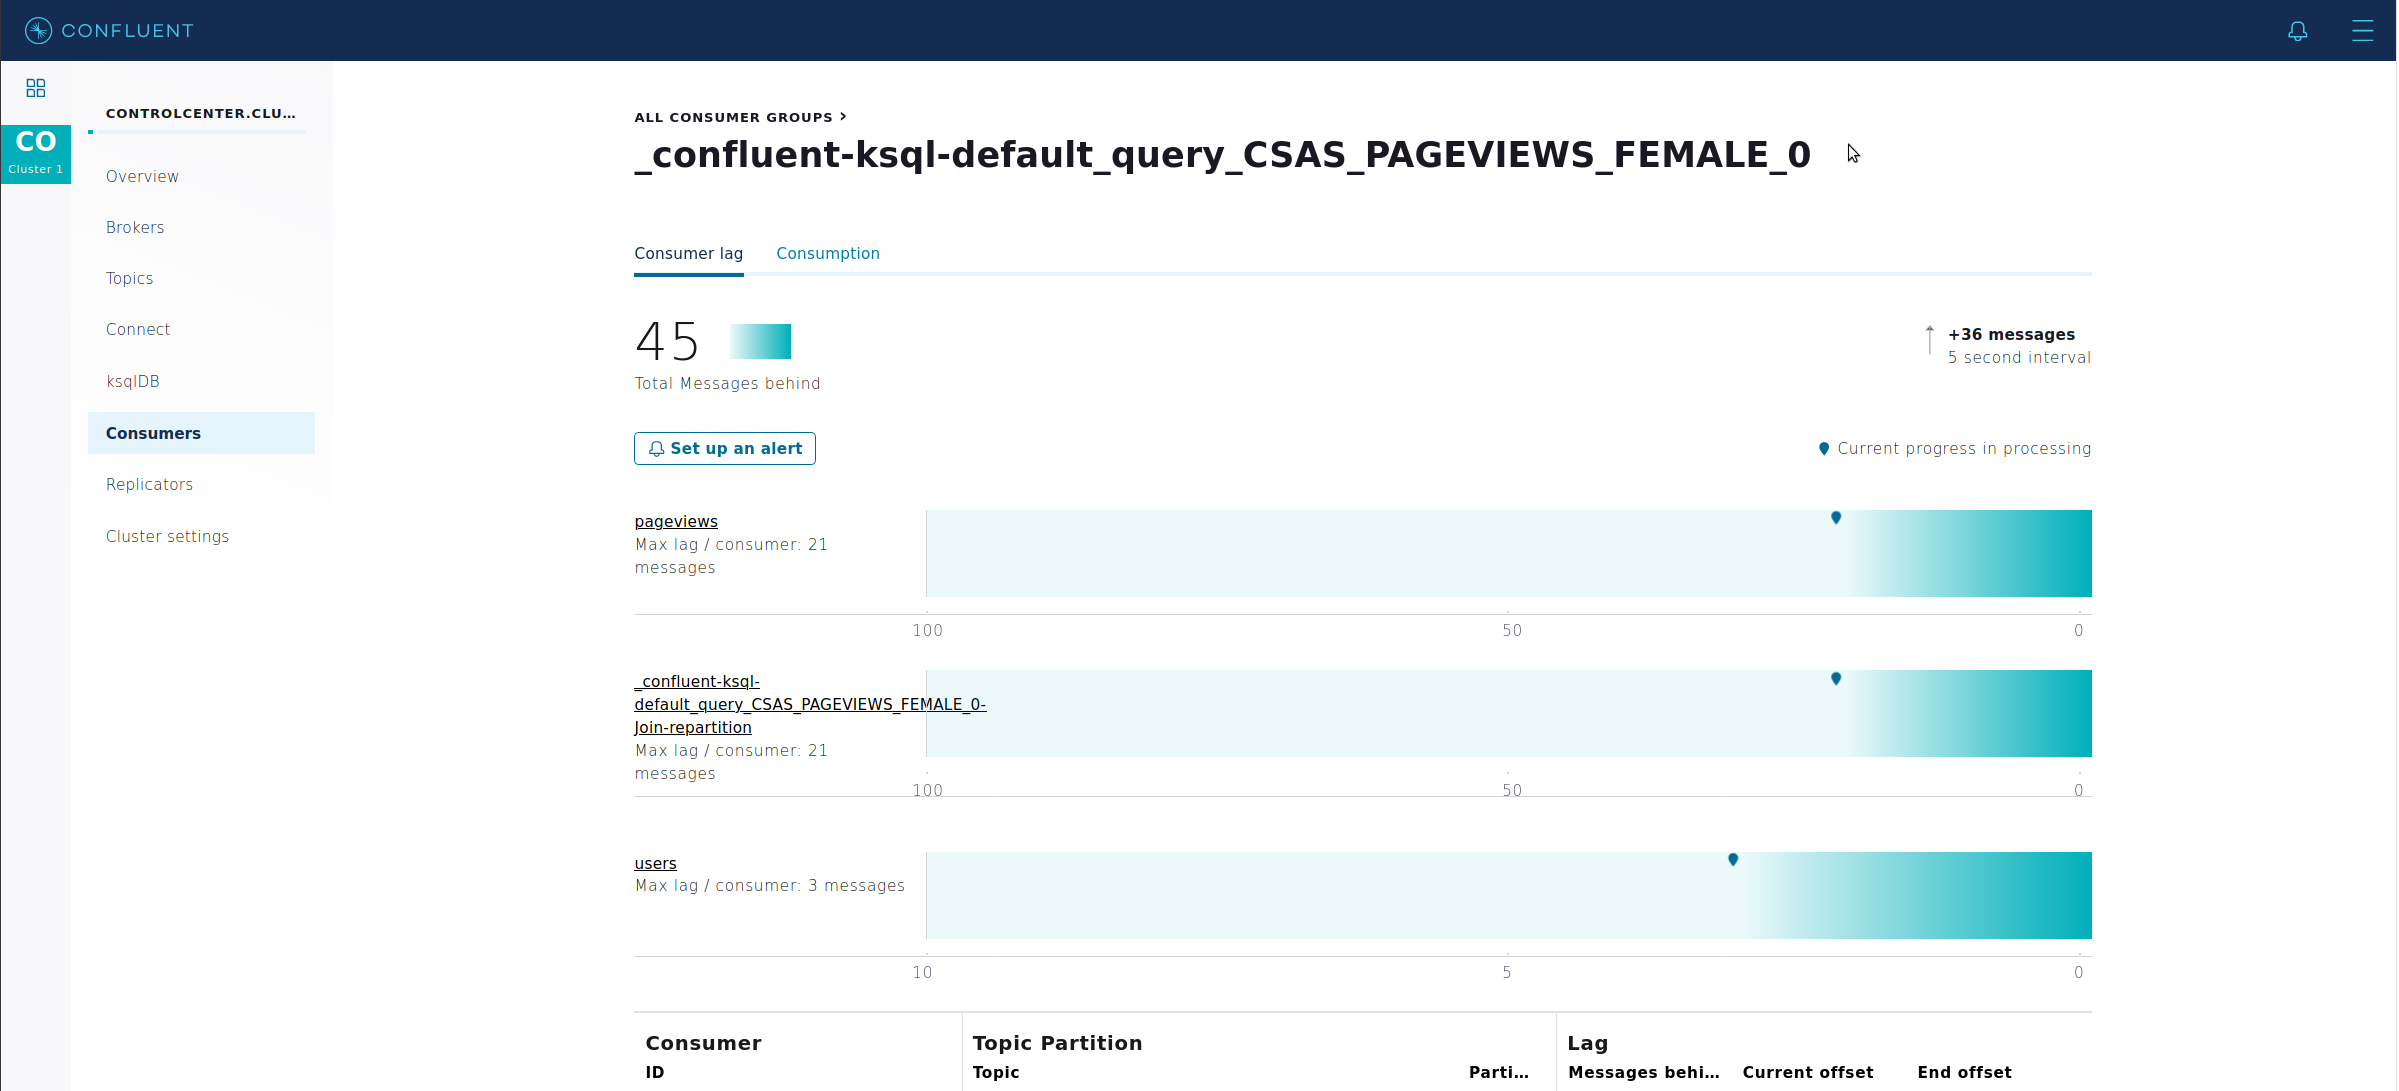 CONFLUENT
CO
Cluster 1
CONTROLCENTER.CLU...
Overview
Brokers
Topics
Connect
ksqlDB
Consumers
Replicators
Cluster settings
ALL CONSUMER GROUPS >
_confluent-ksql-default_query_CSAS_PAGEVIEWS_FEMALE_0
Consumer lag Consumption
45
Total Messages behind
+36 messages
5 second interval
Set up an alert
Current progress in processing
pageviews
Max lag / consumer: 21
messages
100 50 0
_confluent-ksql-
default_query_CSAS_PAGEVIEWS_FEMALE_0-
Join-repartition
Max lag / consumer: 21
messages
100 50 0
users
Max lag / consumer: 3 messages
10 5 0
Consumer Topic Partition Lag
ID Topic Parti... Messages behi... Current offset End offset